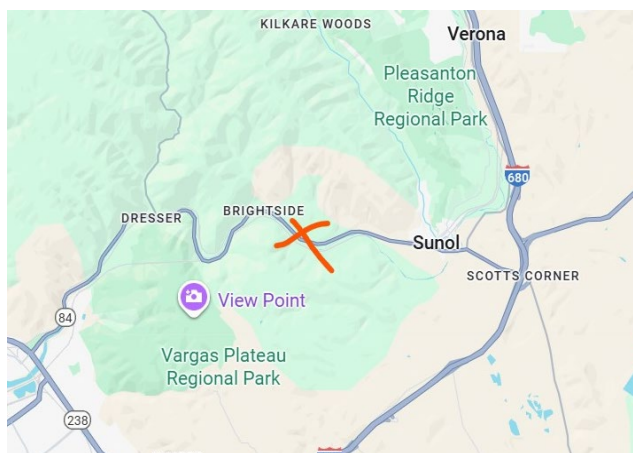 KILKARE WOODS
Verona
Pleasanton
Ridge
Regional Park
680
DRESSER
BRIGHTSIDE
Sunol
SCOTTS CORNER
View Point
84
Vargas Plateau
Regional Park
238